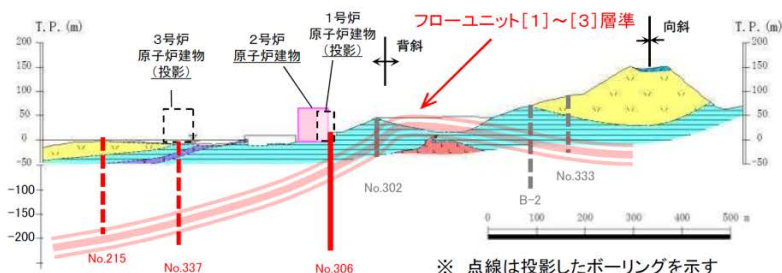 フローユニット[1]~[3]層準
1号炉
原子炉建物
(投影)
3号炉
原子炉建物
(投影)
2号炉
原子炉建物
背斜
向斜
T.P.(m)
150
100
50
0
-50
-100
-150
-200
T.P.(m)
150
100
50
0
-50
No.302
No.333
B-2
No.215
No.337
No.306
0 100 200 300 400 500 m
※ 点線は投影したボーリングを示す